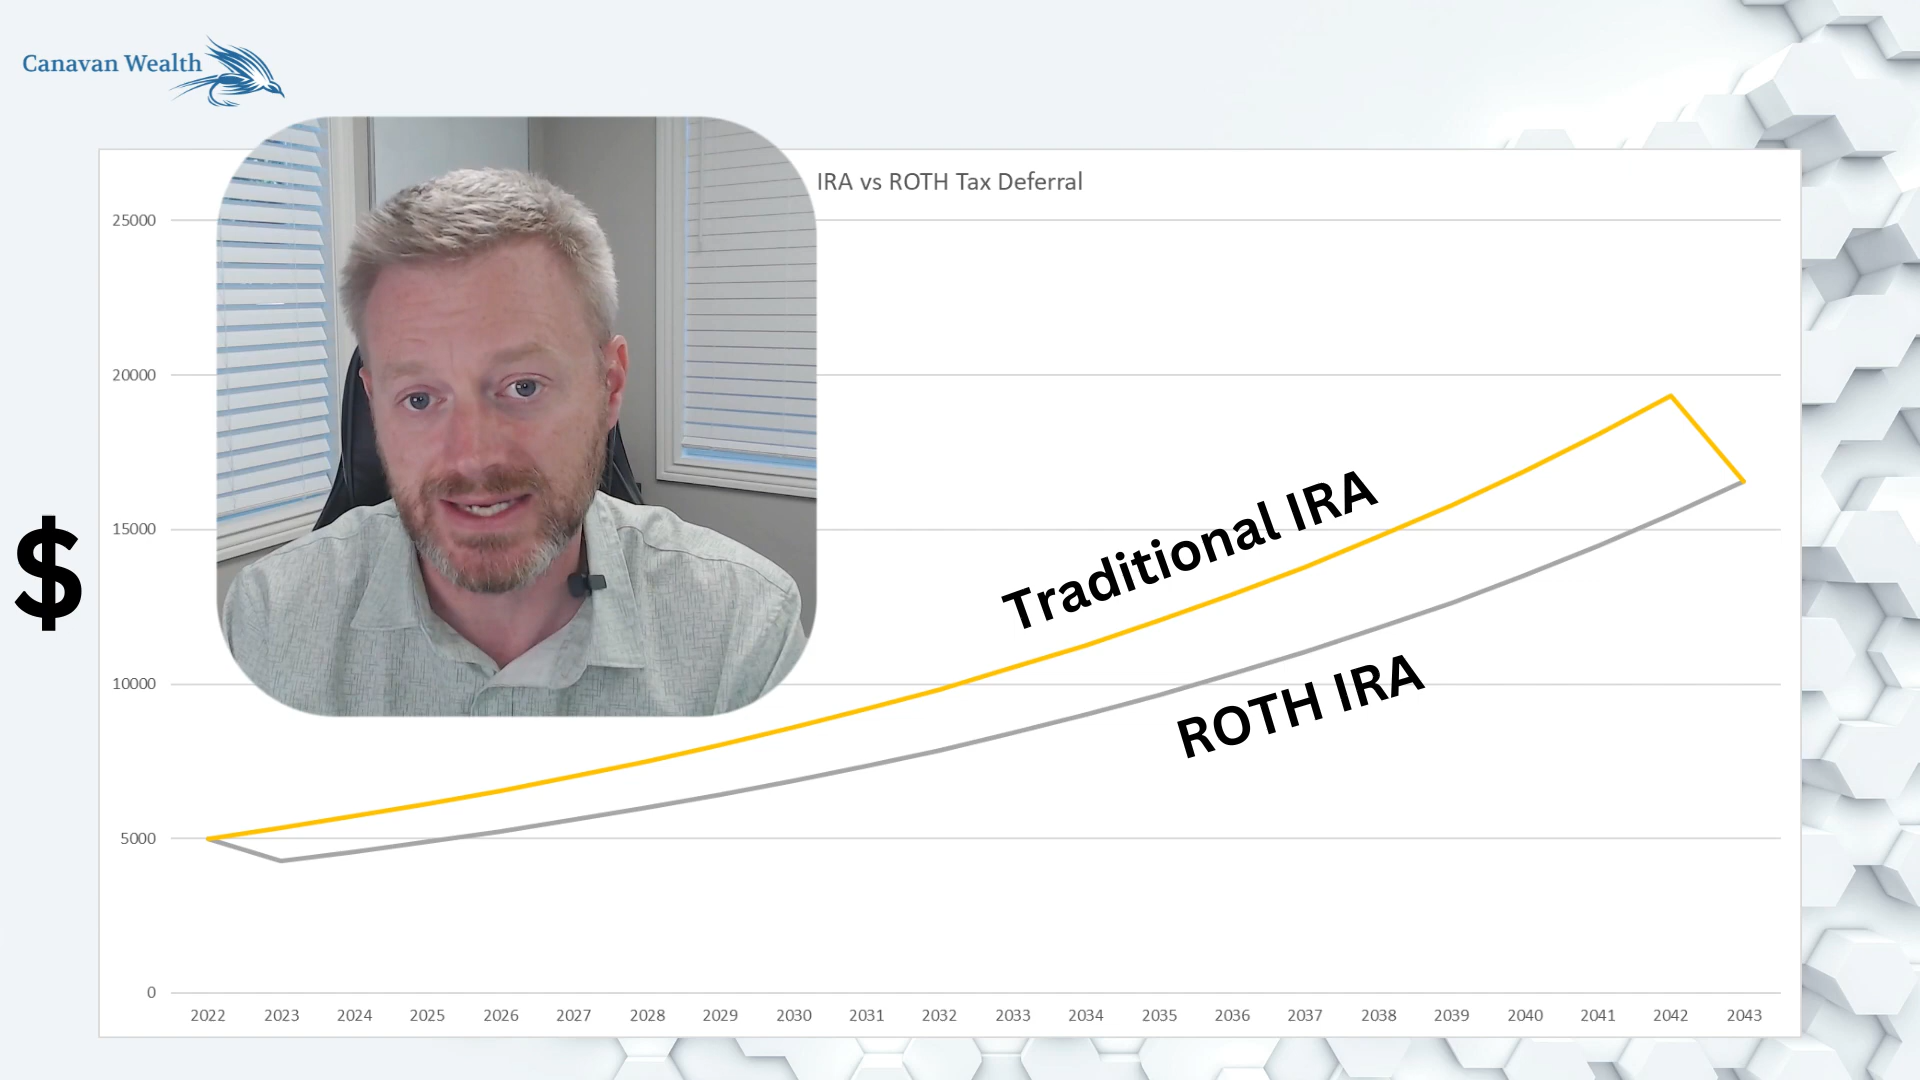 Canavan Wealth
IRA vs ROTH Tax Deferral
25000
20000
15000
10000
5000
0
$
Traditional IRA
ROTH IRA
2022 2023 2024 2025 2026 2027 2028 2029 2030 2031 2032 2033 2034 2035 2036 2037 2038 2039 2040 2041 2042 2043